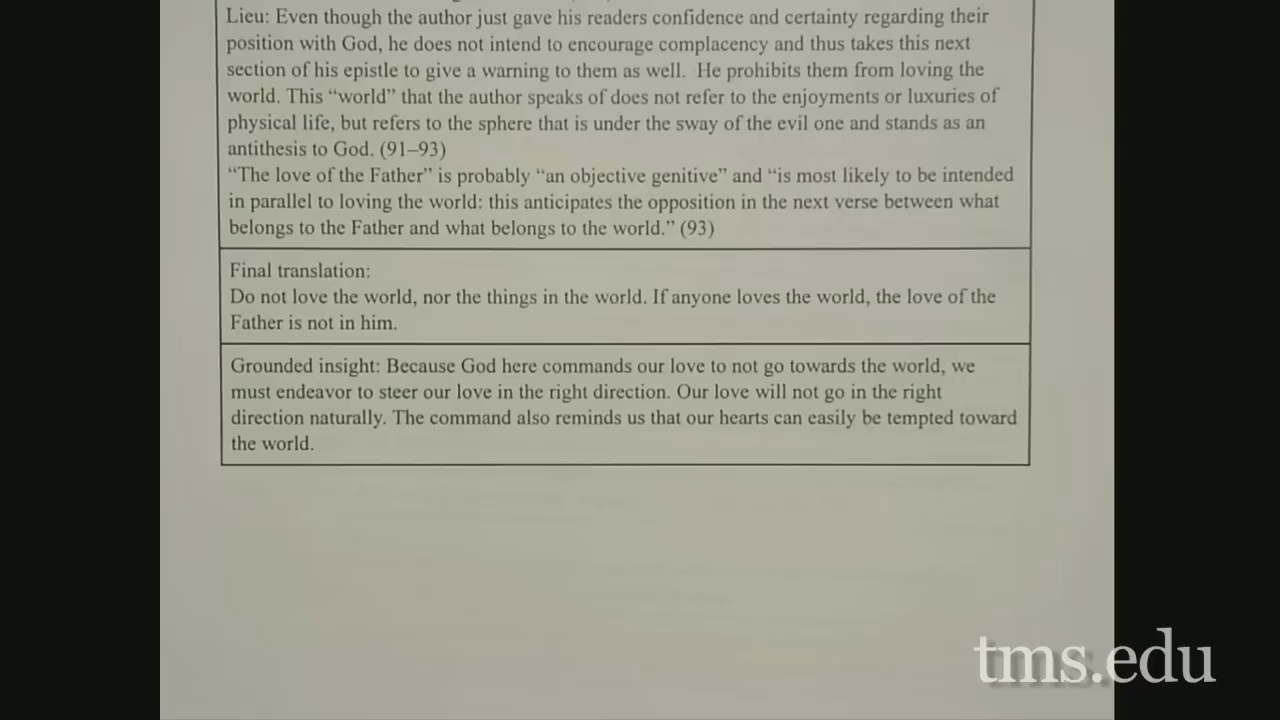 Lieu: Even though the author just gave his readers confidence and certainty regarding their
position with God, he does not intend to encourage complacency and thus takes this next
section of his epistle to give a warning to them as well. He prohibits them from loving the
world. This “world” that the author speaks of does not refer to the enjoyments or luxuries of
physical life, but refers to the sphere that is under the sway of the evil one and stands as an
antithesis to God. (91–93)
“The love of the Father” is probably “an objective genitive” and “is most likely to be intended
in parallel to loving the world: this anticipates the opposition in the next verse between what
belongs to the Father and what belongs to the world.” (93)
Final translation:
Do not love the world, nor the things in the world. If anyone loves the world, the love of the
Father is not in him.
Grounded insight: Because God here commands our love to not go towards the world, we
must endeavor to steer our love in the right direction. Our love will not go in the right
direction naturally. The command also reminds us that our hearts can easily be tempted toward
the world.
tms.edu